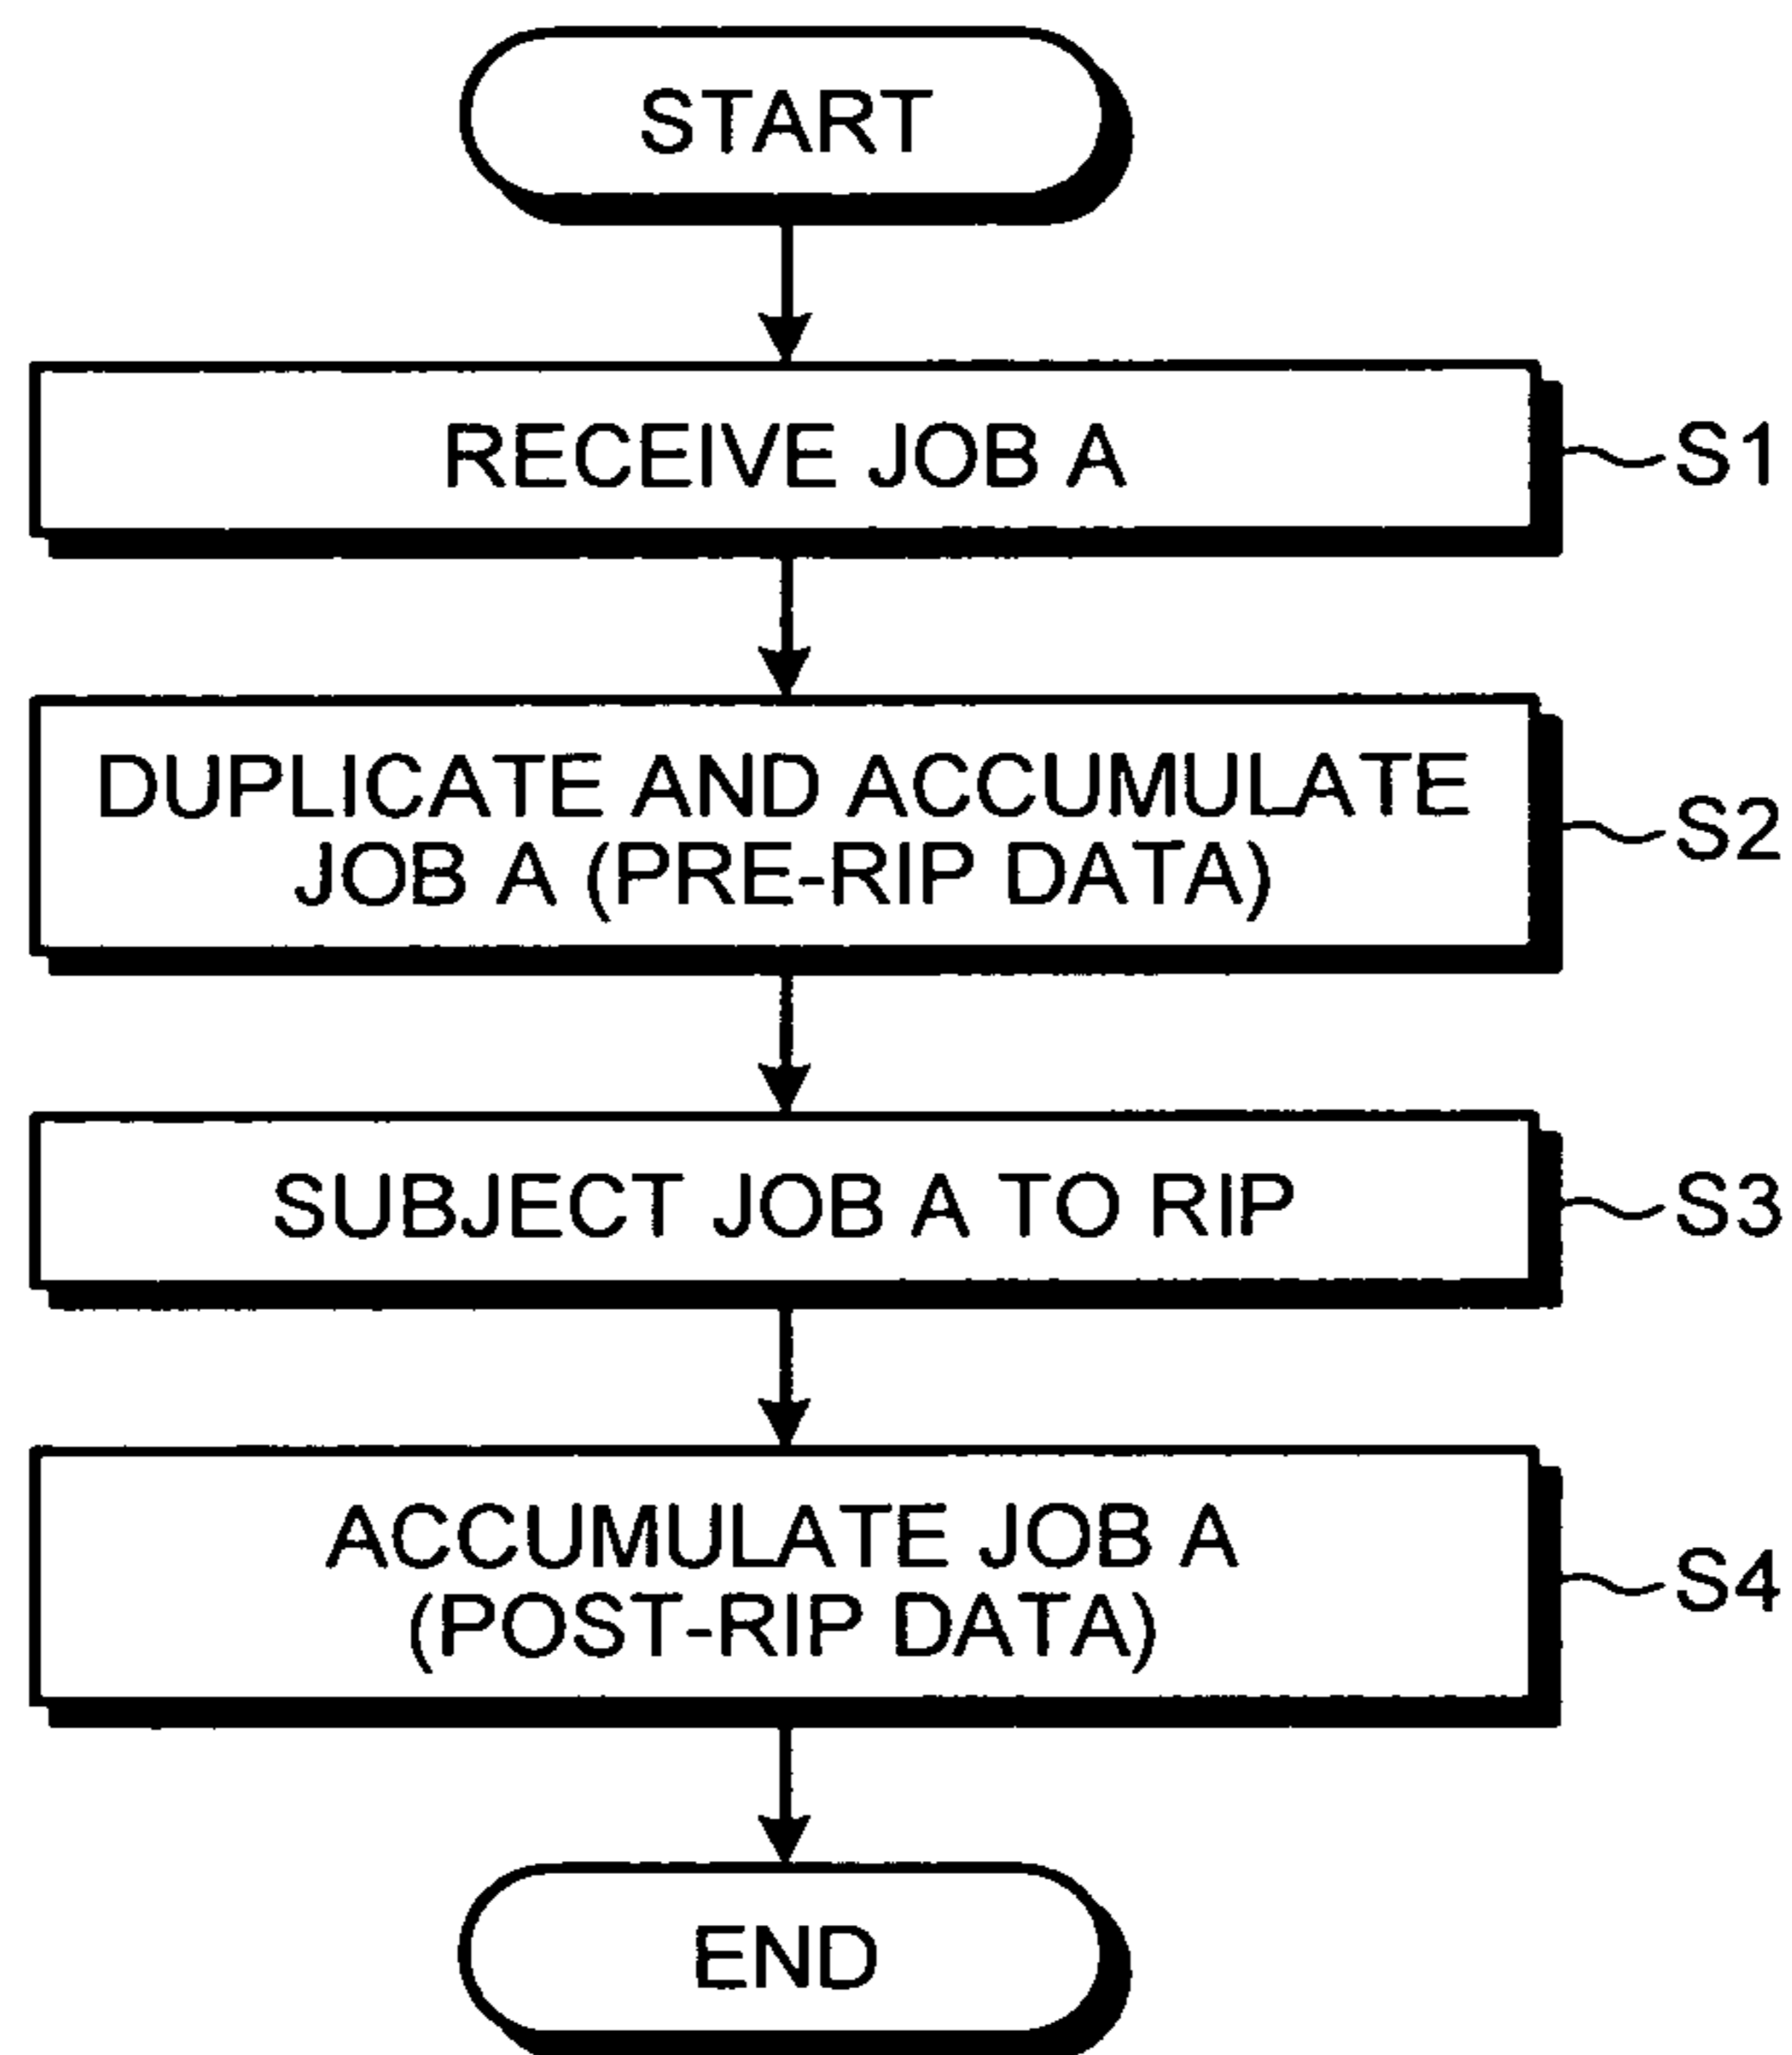 START
RECEIVE JOB A
S1
DUPLICATE AND ACCUMULATE
JOB A (PRE-RIP DATA)
S2
SUBJECT JOB A TO RIP
S3
ACCUMULATE JOB A
(POST-RIP DATA)
S4
END